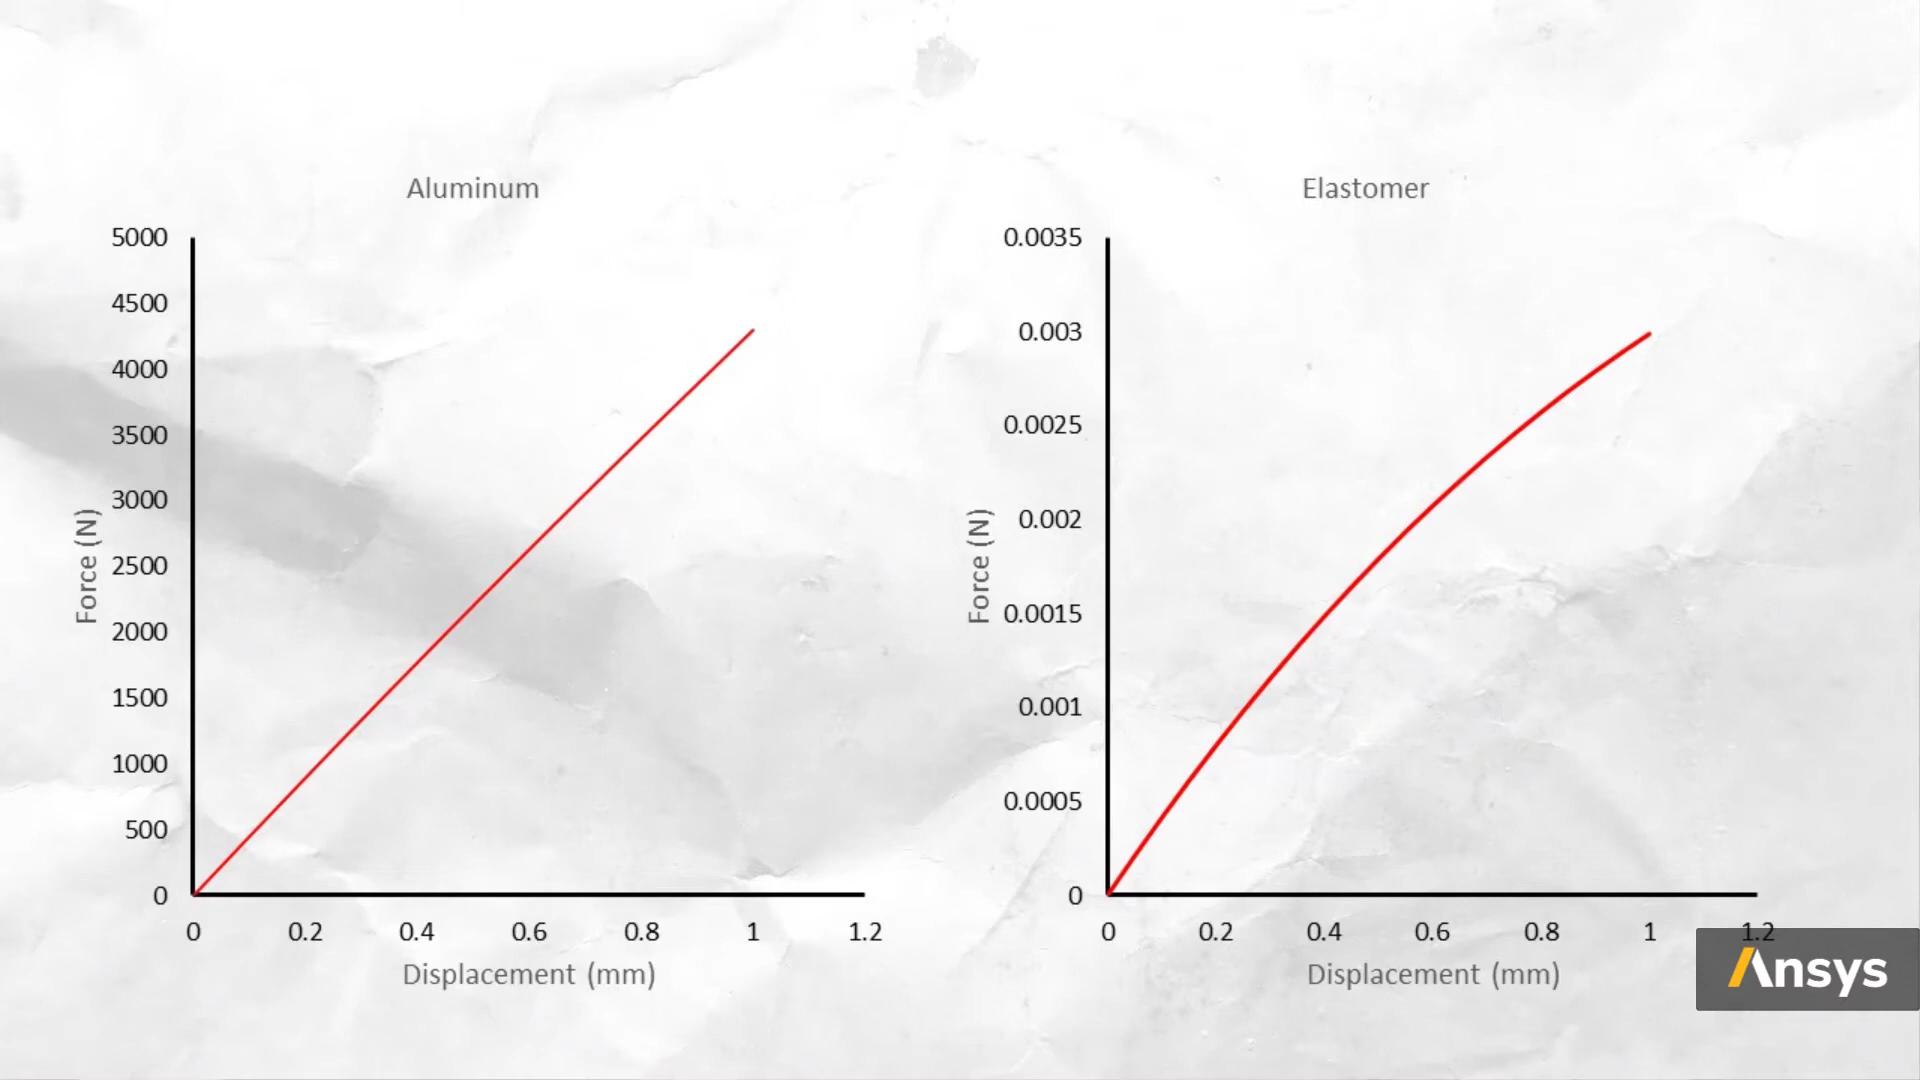 Aluminum
5000
4500
4000
3500
3000
2500
2000
1500
1000
500
0
Force (N)
0 0.2 0.4 0.6 0.8 1 1.2
Displacement (mm)
Elastomer
0.0035
0.003
0.0025
0.002
0.0015
0.001
0.0005
0
Force (N)
0 0.2 0.4 0.6 0.8 1 1.2
Displacement (mm)
Ansys